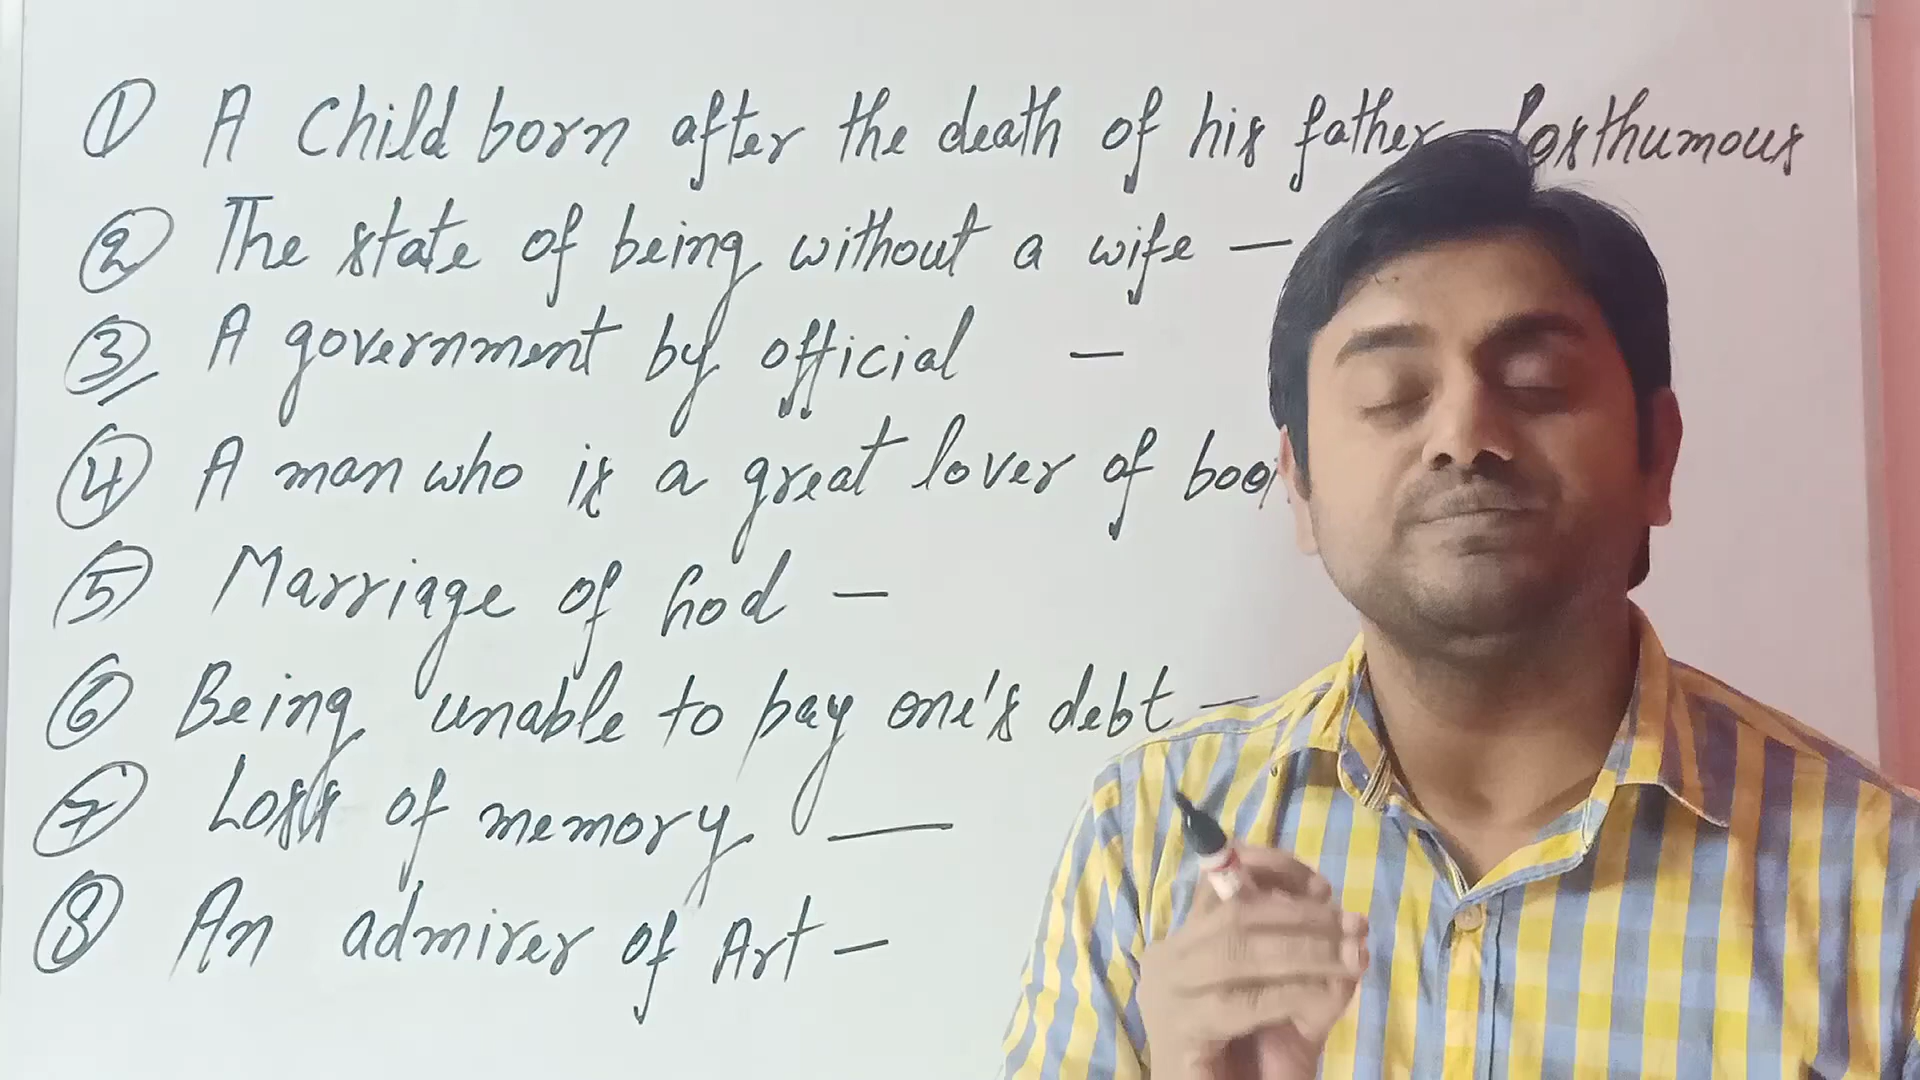 ① A Child born after the death of his father Posthumous
② The state of being without a wife —
③ A government by official —
④ A man who is a great lover of
⑤ Marriage of God —
⑥ Being unable to pay one's debt —
⑦ Loss of memory —
⑧ An admirer of Art —